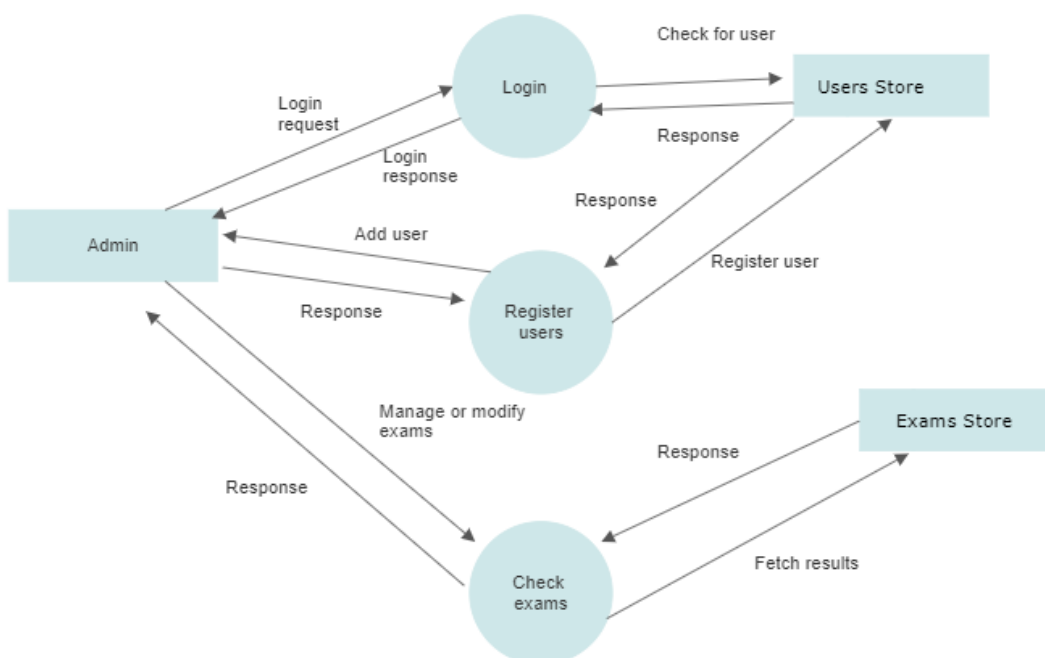 Check for user
Login
Users Store
Login
request
Response
Login
response
Response
Add user
Admin
Register user
Response
Register
users
Manage or modify
exams
Exams Store
Response
Response
Fetch results
Check
exams